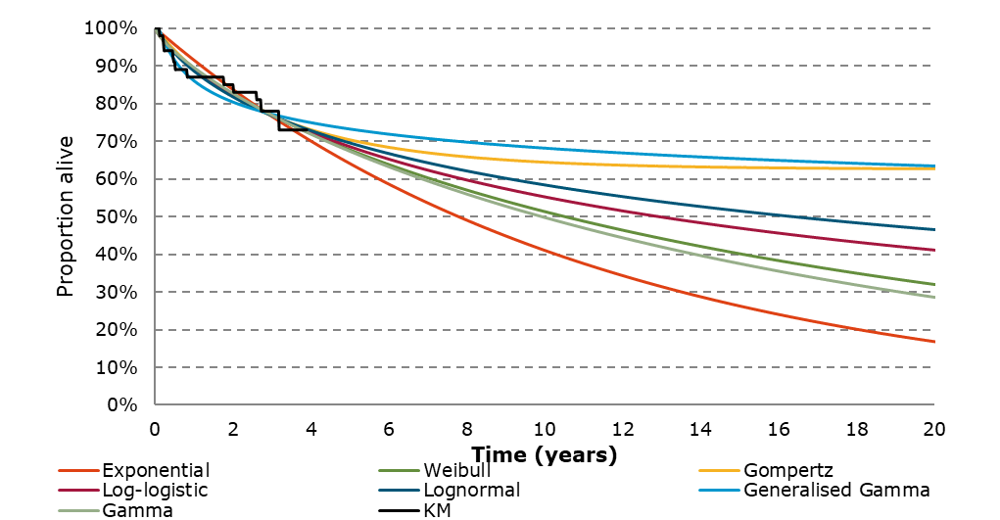 100%
90%
80%
70%
60%
50%
40%
30%
20%
10%
0%
Proportion alive
0 2 4 6 8 10 12 14 16 18 20
Time (years)
Exponential Weibull Gompertz
Log-logistic Lognormal Generalised Gamma
Gamma KM